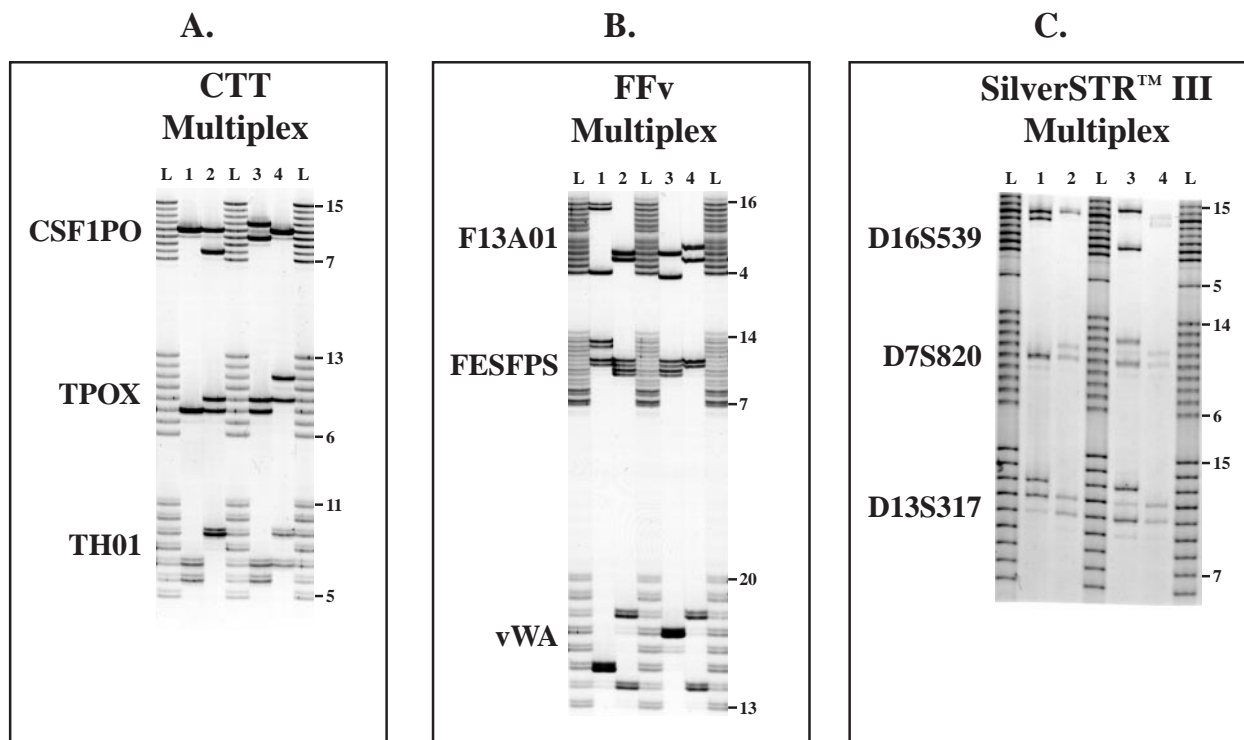 A.
CTT
Multiplex
L 1 2 L 3 4 L
CSF1PO
15
7
TPOX
13
6
TH01
11
5
B.
FFv
Multiplex
L 1 2 L 3 4 L
F13A01
16
4
FESFPS
14
7
vWA
20
13
C.
SilverSTR™ III
Multiplex
L 1 2 L 3 4 L
D16S539
15
5
D7S820
14
6
D13S317
15
7